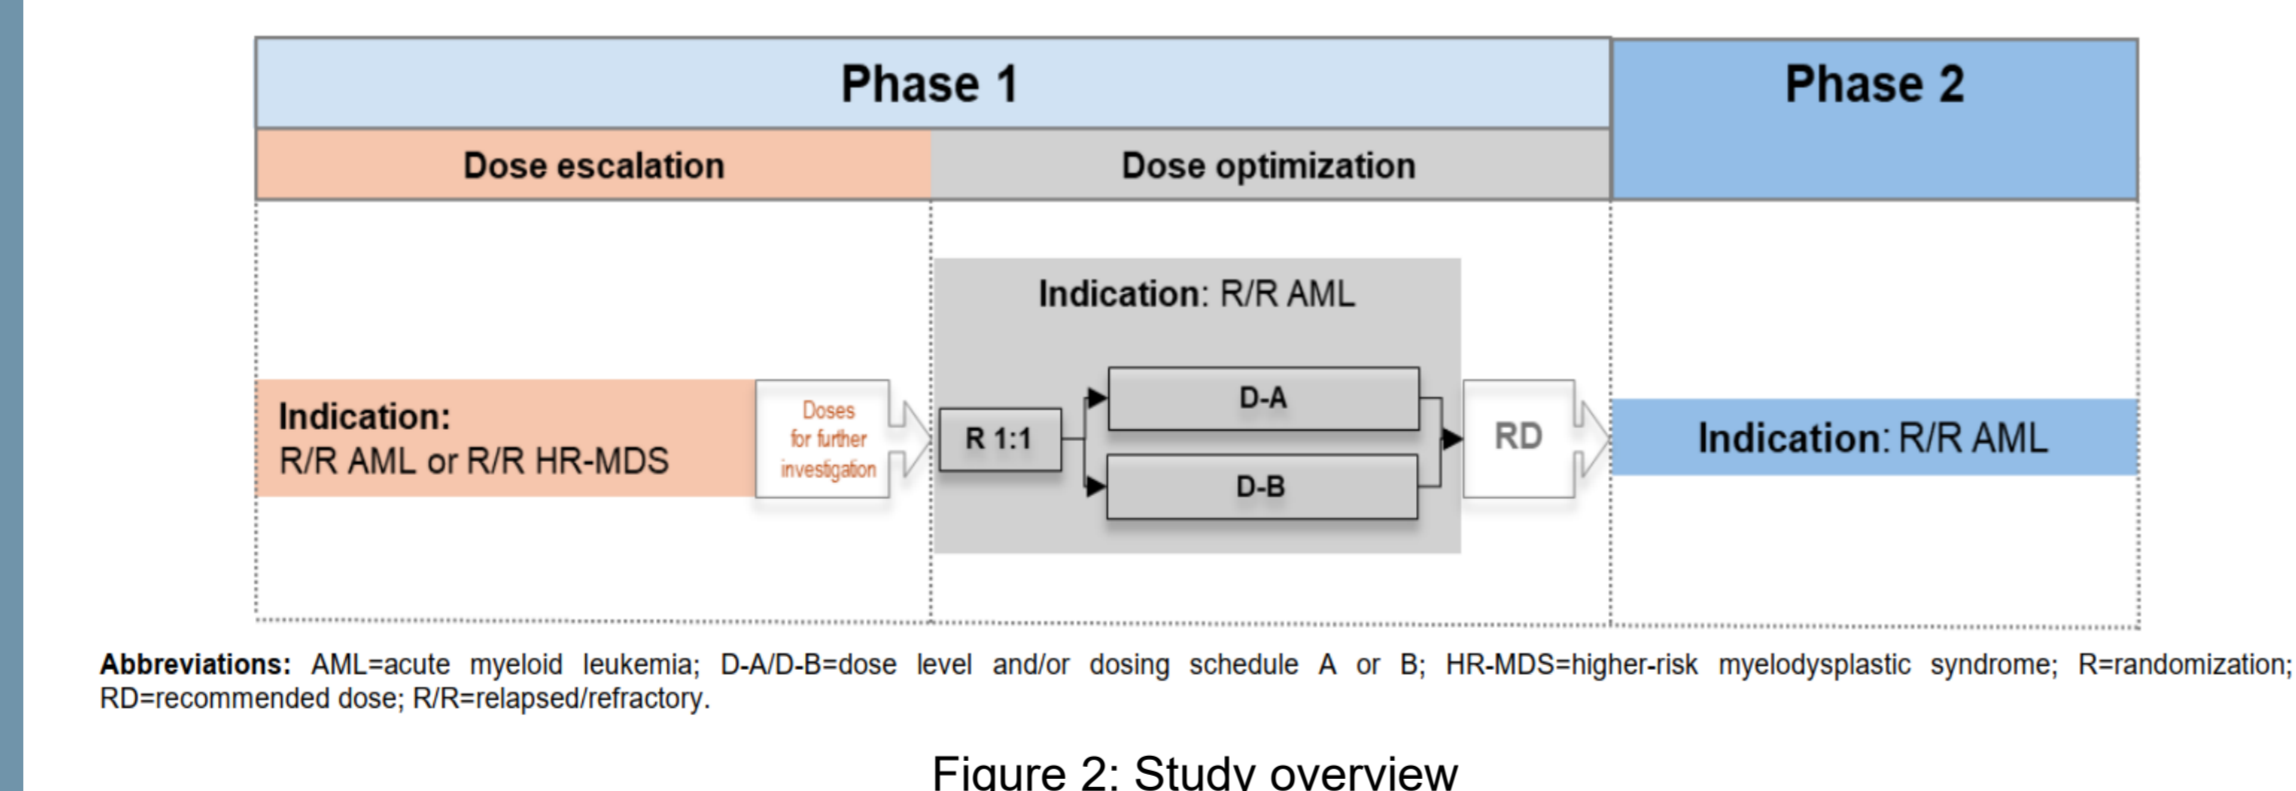 Phase 1
Phase 2
Dose escalation
Dose optimization
Indication: R/R AML
Indication:
R/R AML or R/R HR-MDS
Doses
for further
investigation
R 1:1
D-A
D-B
RD
Indication: R/R AML
Abbreviations: AML=acute myeloid leukemia; D-A/D-B=dose level and/or dosing schedule A or B; HR-MDS=higher-risk myelodysplastic syndrome; R=randomization;
RD=recommended dose; R/R=relapsed/refractory.
Figure 2: Study overview